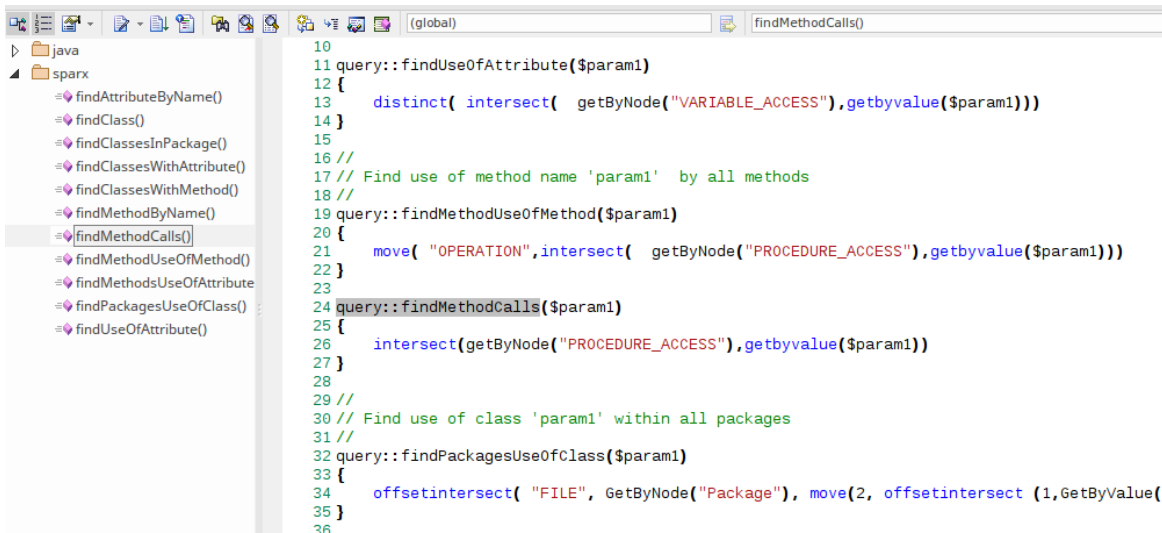 (global) findMethodCalls()
java
sparx
findAttributeByName()
findClass()
findClassesInPackage()
findClassesWithAttribute()
findClassesWithMethod()
findMethodByName()
findMethodCalls()
findMethodUseOfMethod()
findMethodsUseOfAttribute
findPackagesUseOfClass()
findUseOfAttribute()
10
11 query::findUseOfAttribute($param1)
12 {
13 distinct( intersect( getByNode("VARIABLE_ACCESS"),getbyvalue($param1)))
14 }
15
16 //
17 // Find use of method name 'param1' by all methods
18 //
19 query::findMethodUseOfMethod($param1)
20 {
21 move( "OPERATION",intersect( getByNode("PROCEDURE_ACCESS"),getbyvalue($param1)))
22 }
23
24 query::findMethodCalls($param1)
25 {
26 intersect(getByNode("PROCEDURE_ACCESS"),getbyvalue($param1))
27 }
28
29 //
30 // Find use of class 'param1' within all packages
31 //
32 query::findPackagesUseOfClass($param1)
33 {
34 offsetintersect( "FILE", GetByNode("Package"), move(2, offsetintersect (1,GetByValue(
35 }
36